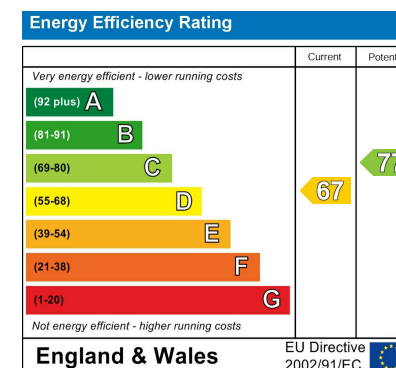 Energy Efficiency Rating
Current Potent
Very energy efficient - lower running costs
(92 plus) A
(81-91) B
(69-80) C
77
(55-68) D
67
(39-54) E
(21-38) F
(1-20) G
Not energy efficient - higher running costs
England & Wales
EU Directive
2002/91/EC